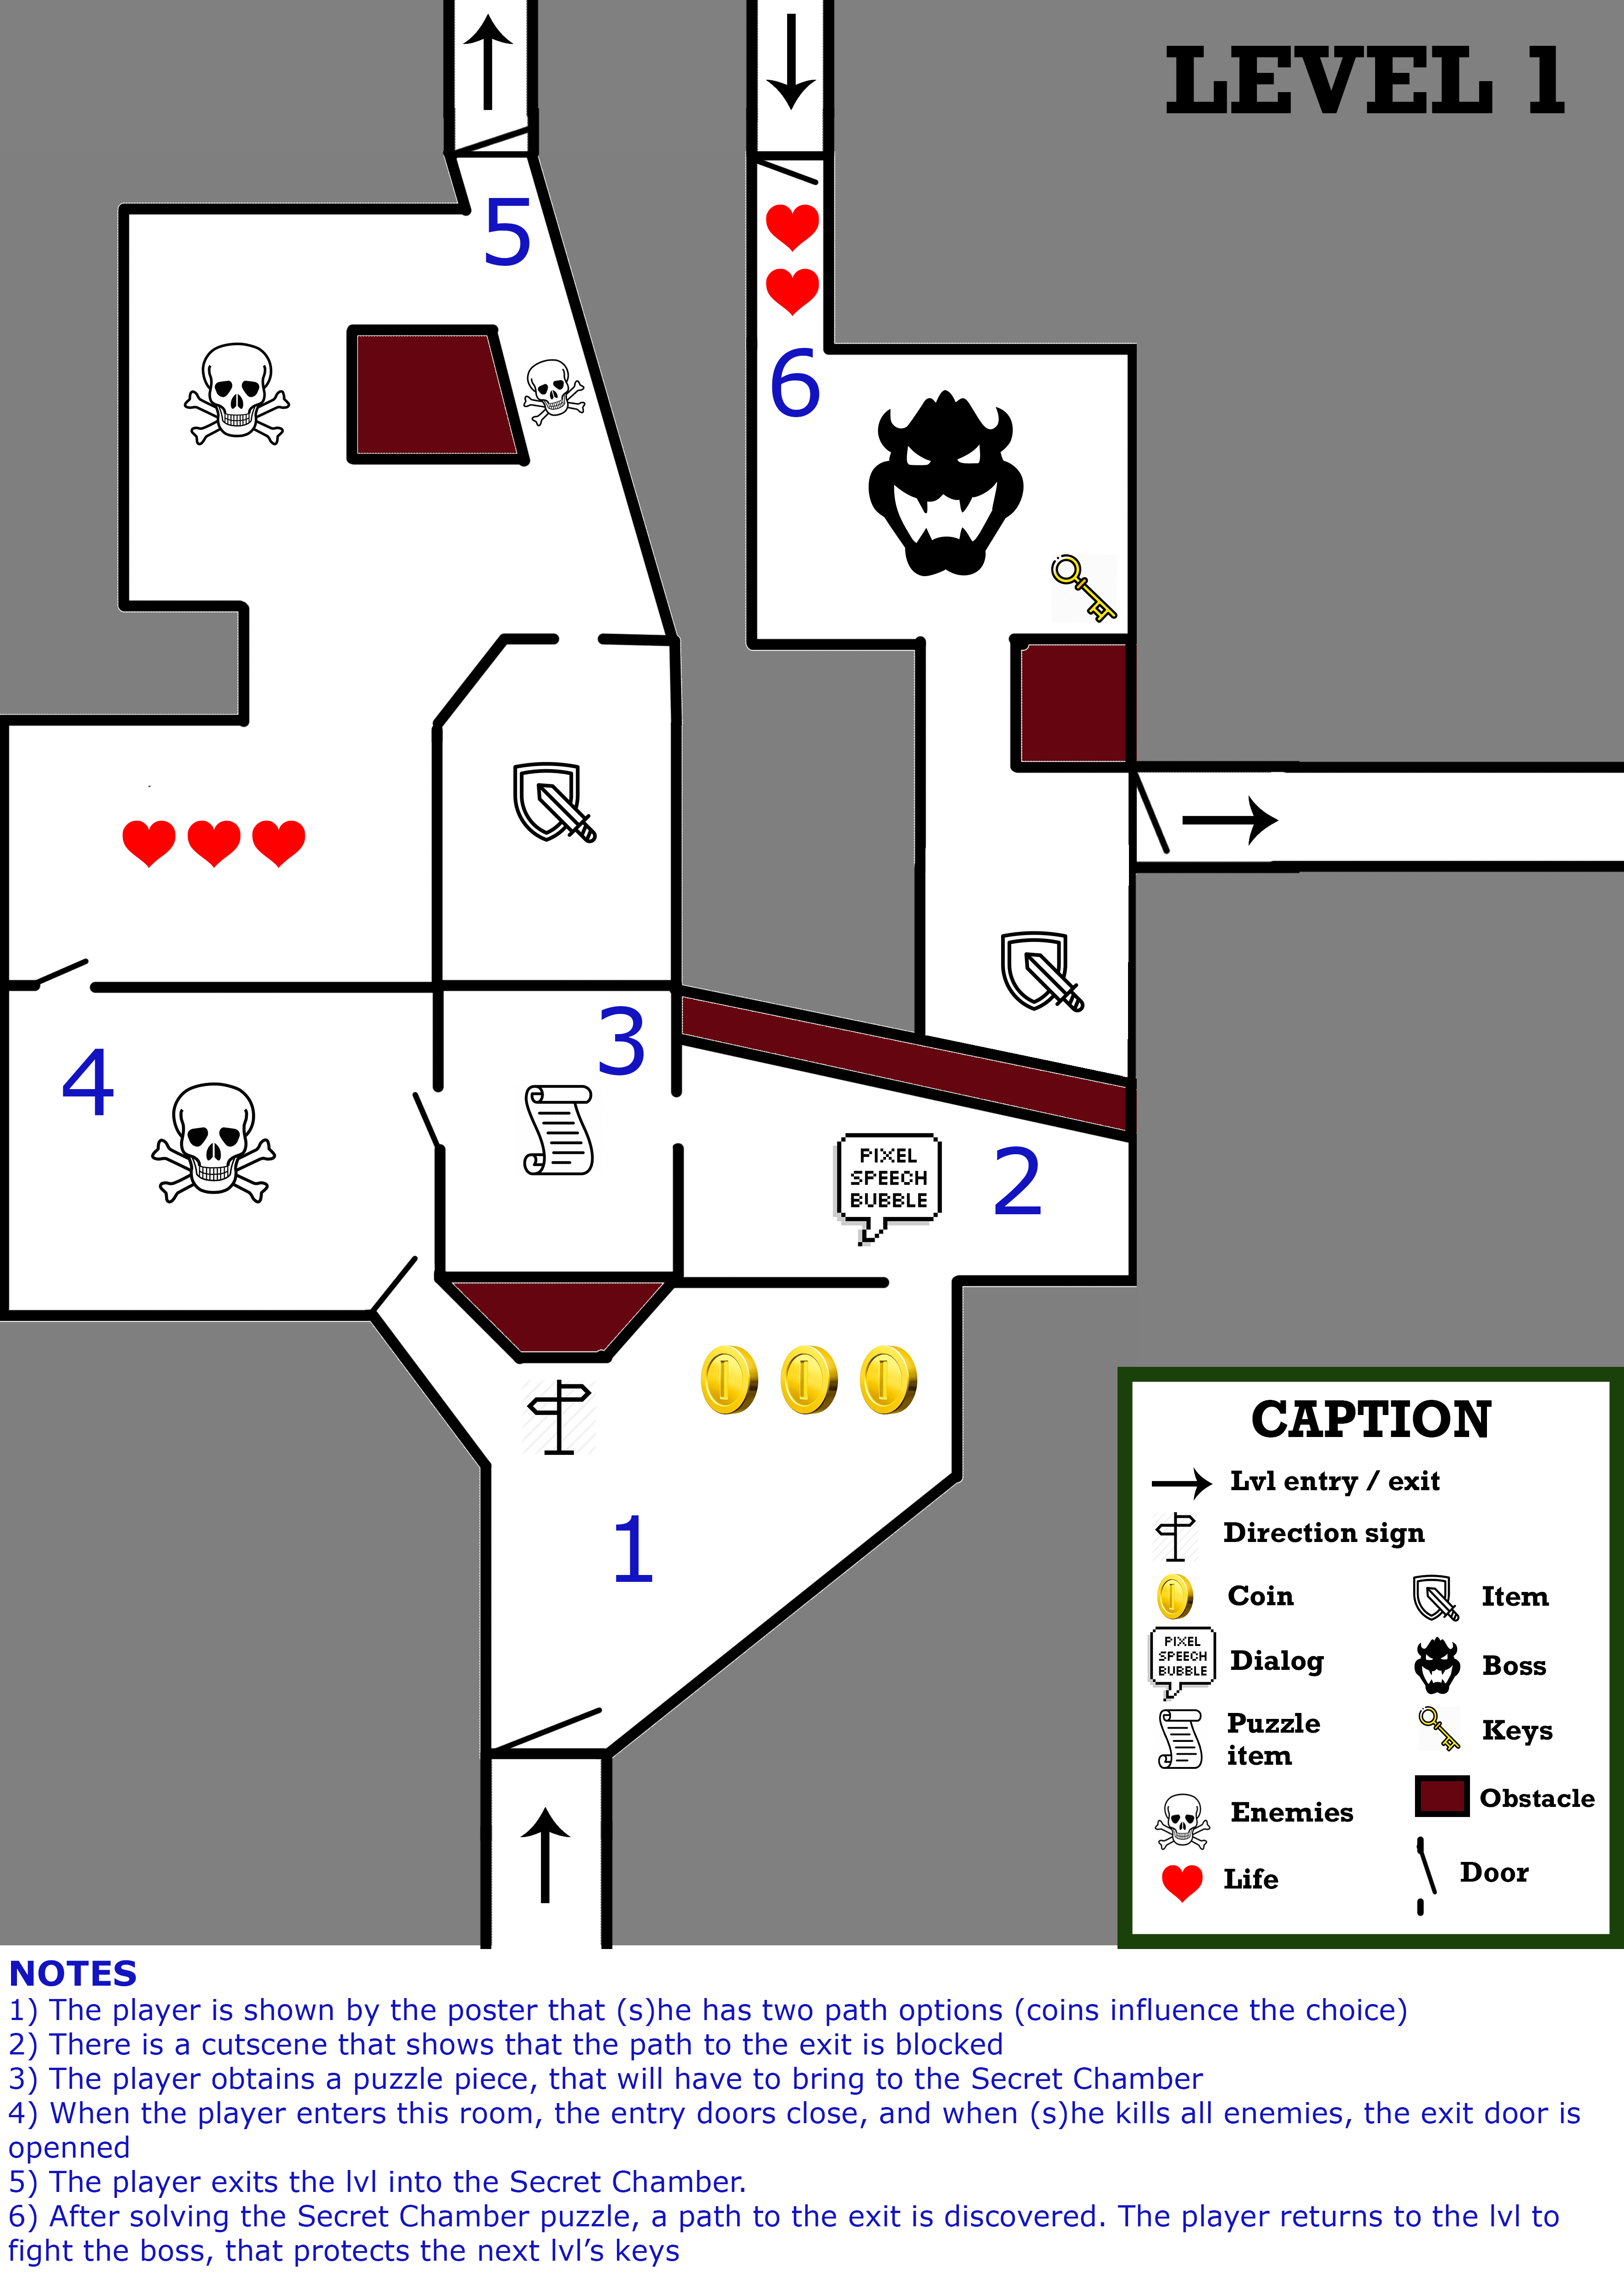 LEVEL 1
5
6
3
4
PIXEL
SPEECH
BUBBLE
2
1
CAPTION
Lvl entry / exit
Direction sign
Coin
Item
PIXEL
SPEECH
BUBBLE
Dialog
Boss
Puzzle
item
Keys
Enemies
Obstacle
Life
Door
NOTES
1) The player is shown by the poster that (s)he has two path options (coins influence the choice)
2) There is a cutscene that shows that the path to the exit is blocked
3) The player obtains a puzzle piece, that will have to bring to the Secret Chamber
4) When the player enters this room, the entry doors close, and when (s)he kills all enemies, the exit door is
openned
5) The player exits the lvl into the Secret Chamber.
6) After solving the Secret Chamber puzzle, a path to the exit is discovered. The player returns to the lvl to
fight the boss, that protects the next lvl’s keys